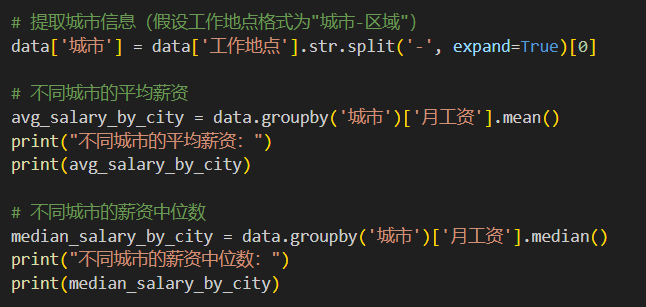 # 提取城市信息（假设工作地点格式为"城市-区域"）
data['城市'] = data['工作地点'].str.split('-', expand=True)[0]
# 不同城市的平均薪资
avg_salary_by_city = data.groupby('城市')['月工资'].mean()
print("不同城市的平均薪资：")
print(avg_salary_by_city)
# 不同城市的薪资中位数
median_salary_by_city = data.groupby('城市')['月工资'].median()
print("不同城市的薪资中位数：")
print(median_salary_by_city)